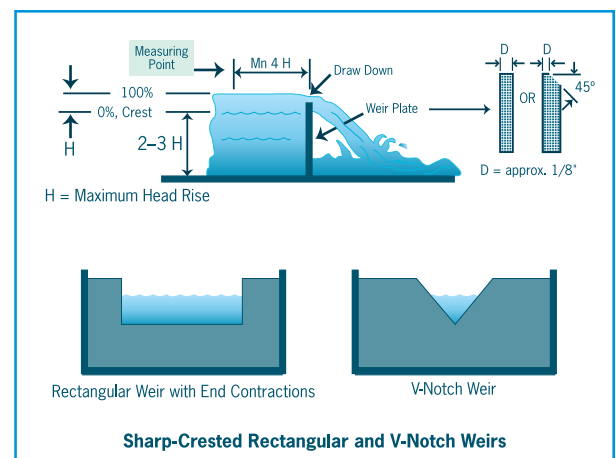 Measuring
Point
Mn 4 H
Draw Down
100%
0%, Crest
H
2–3 H
Weir Plate
D
D
OR
45°
D = approx. 1/8"
H = Maximum Head Rise
Rectangular Weir with End Contractions
V-Notch Weir
Sharp-Crested Rectangular and V-Notch Weirs